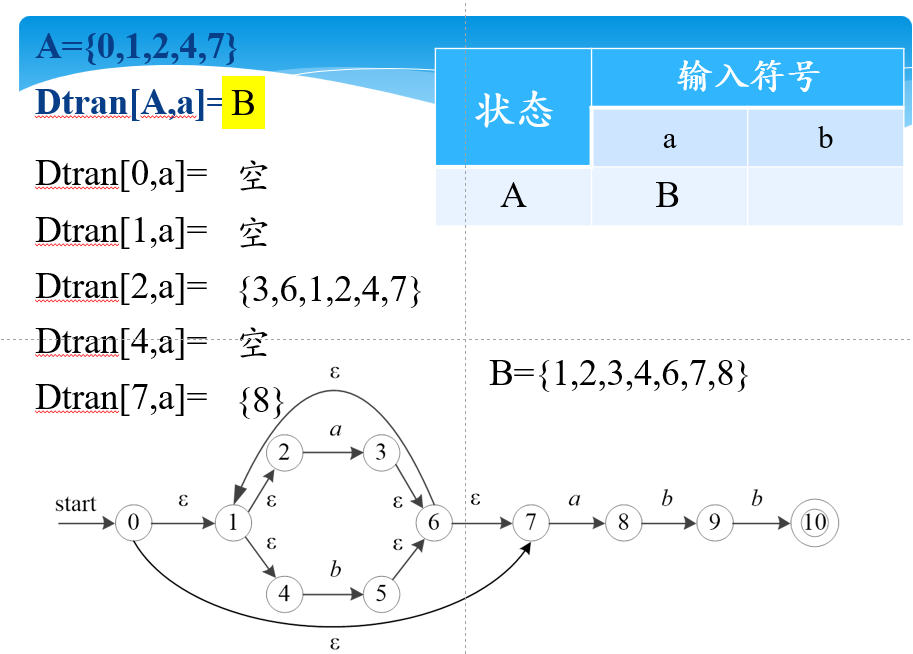 A={0,1,2,4,7}
Dtran[A,a]= B
Dtran[0,a]= 空
Dtran[1,a]= 空
Dtran[2,a]= {3,6,1,2,4,7}
Dtran[4,a]= 空
Dtran[7,a]= {8}
状态 输入符号
a b
A B
B={1,2,3,4,6,7,8}
ε
a
2 3
start ε ε ε ε a b b
0 1 6 7 8 9 10
ε ε
b
4 5
ε